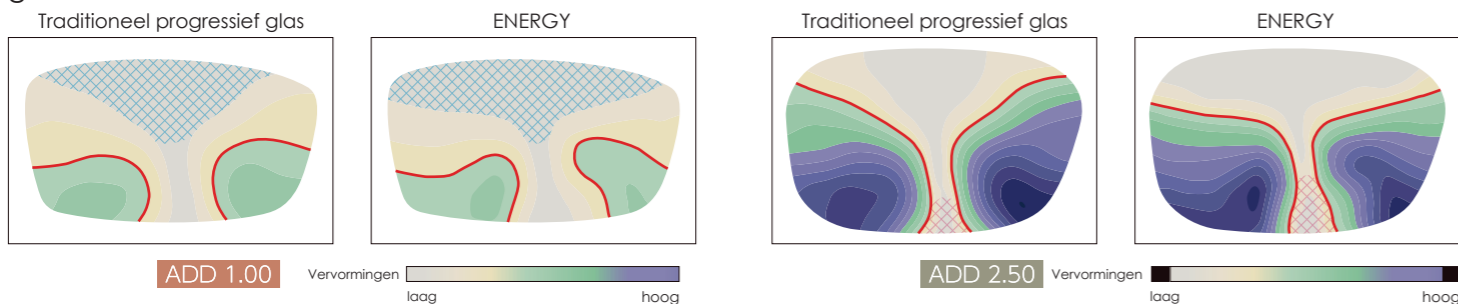 Traditioneel progressief glas
ENERGY
Traditioneel progressief glas
ENERGY
ADD 1.00
Vervormingen
laag
hoog
ADD 2.50
Vervormingen
laag
hoog